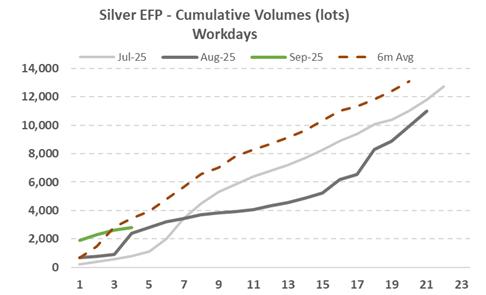 Silver EFP - Cumulative Volumes (lots)
Workdays
Jul-25 Aug-25 Sep-25 6m Avg
14,000
12,000
10,000
8,000
6,000
4,000
2,000
0
1 3 5 7 9 11 13 15 17 19 21 23